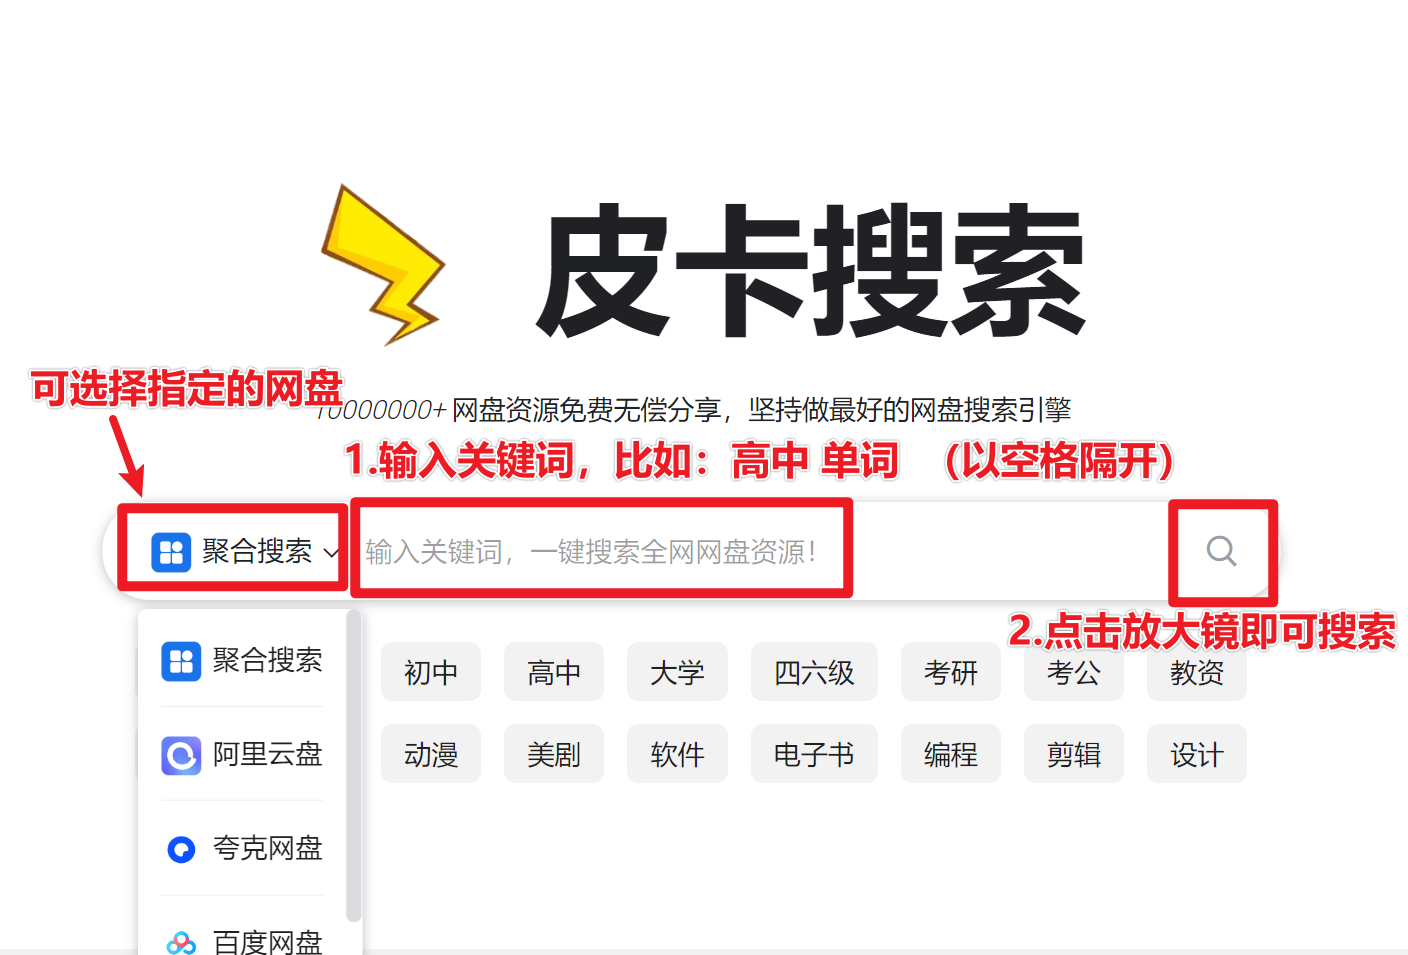 皮卡搜索
可选择指定的网盘
10000000+ 网盘资源免费无偿分享，坚持做最好的网盘搜索引擎
1.输入关键词，比如：高中 单词 （以空格隔开）
聚合搜索 输入关键词，一键搜索全网网盘资源！
2.点击放大镜即可搜索
聚合搜索
阿里云盘
夸克网盘
百度网盘
初中 高中 大学 四六级 考研 考公 教资
动漫 美剧 软件 电子书 编程 剪辑 设计